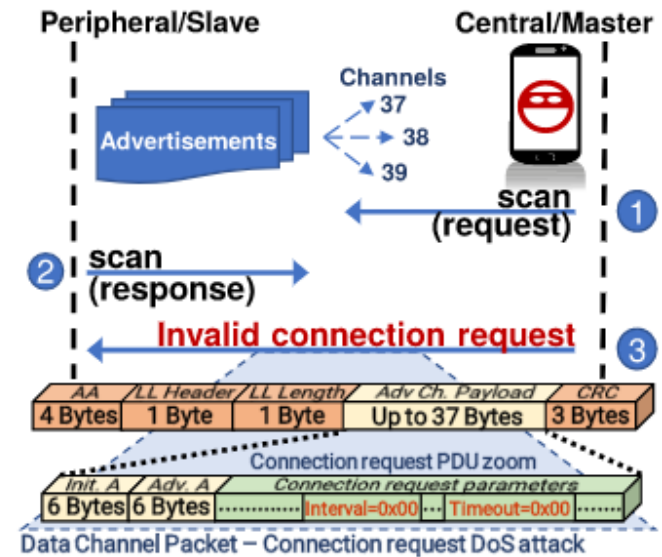 Peripheral/Slave
Central/Master
Channels
37
Advertisements
38
39
scan
(request)
1
2
scan
(response)
Invalid connection request
3
AA
LL Header
LL Length
Adv Ch. Payload
CRC
4 Bytes
1 Byte
1 Byte
Up to 37 Bytes
3 Bytes
Connection request PDU zoom
Init. A
Adv. A
Connection request parameters
6 Bytes
6 Bytes
............Interval=0x00....Timeout=0x00.......
Data Channel Packet – Connection request DoS attack